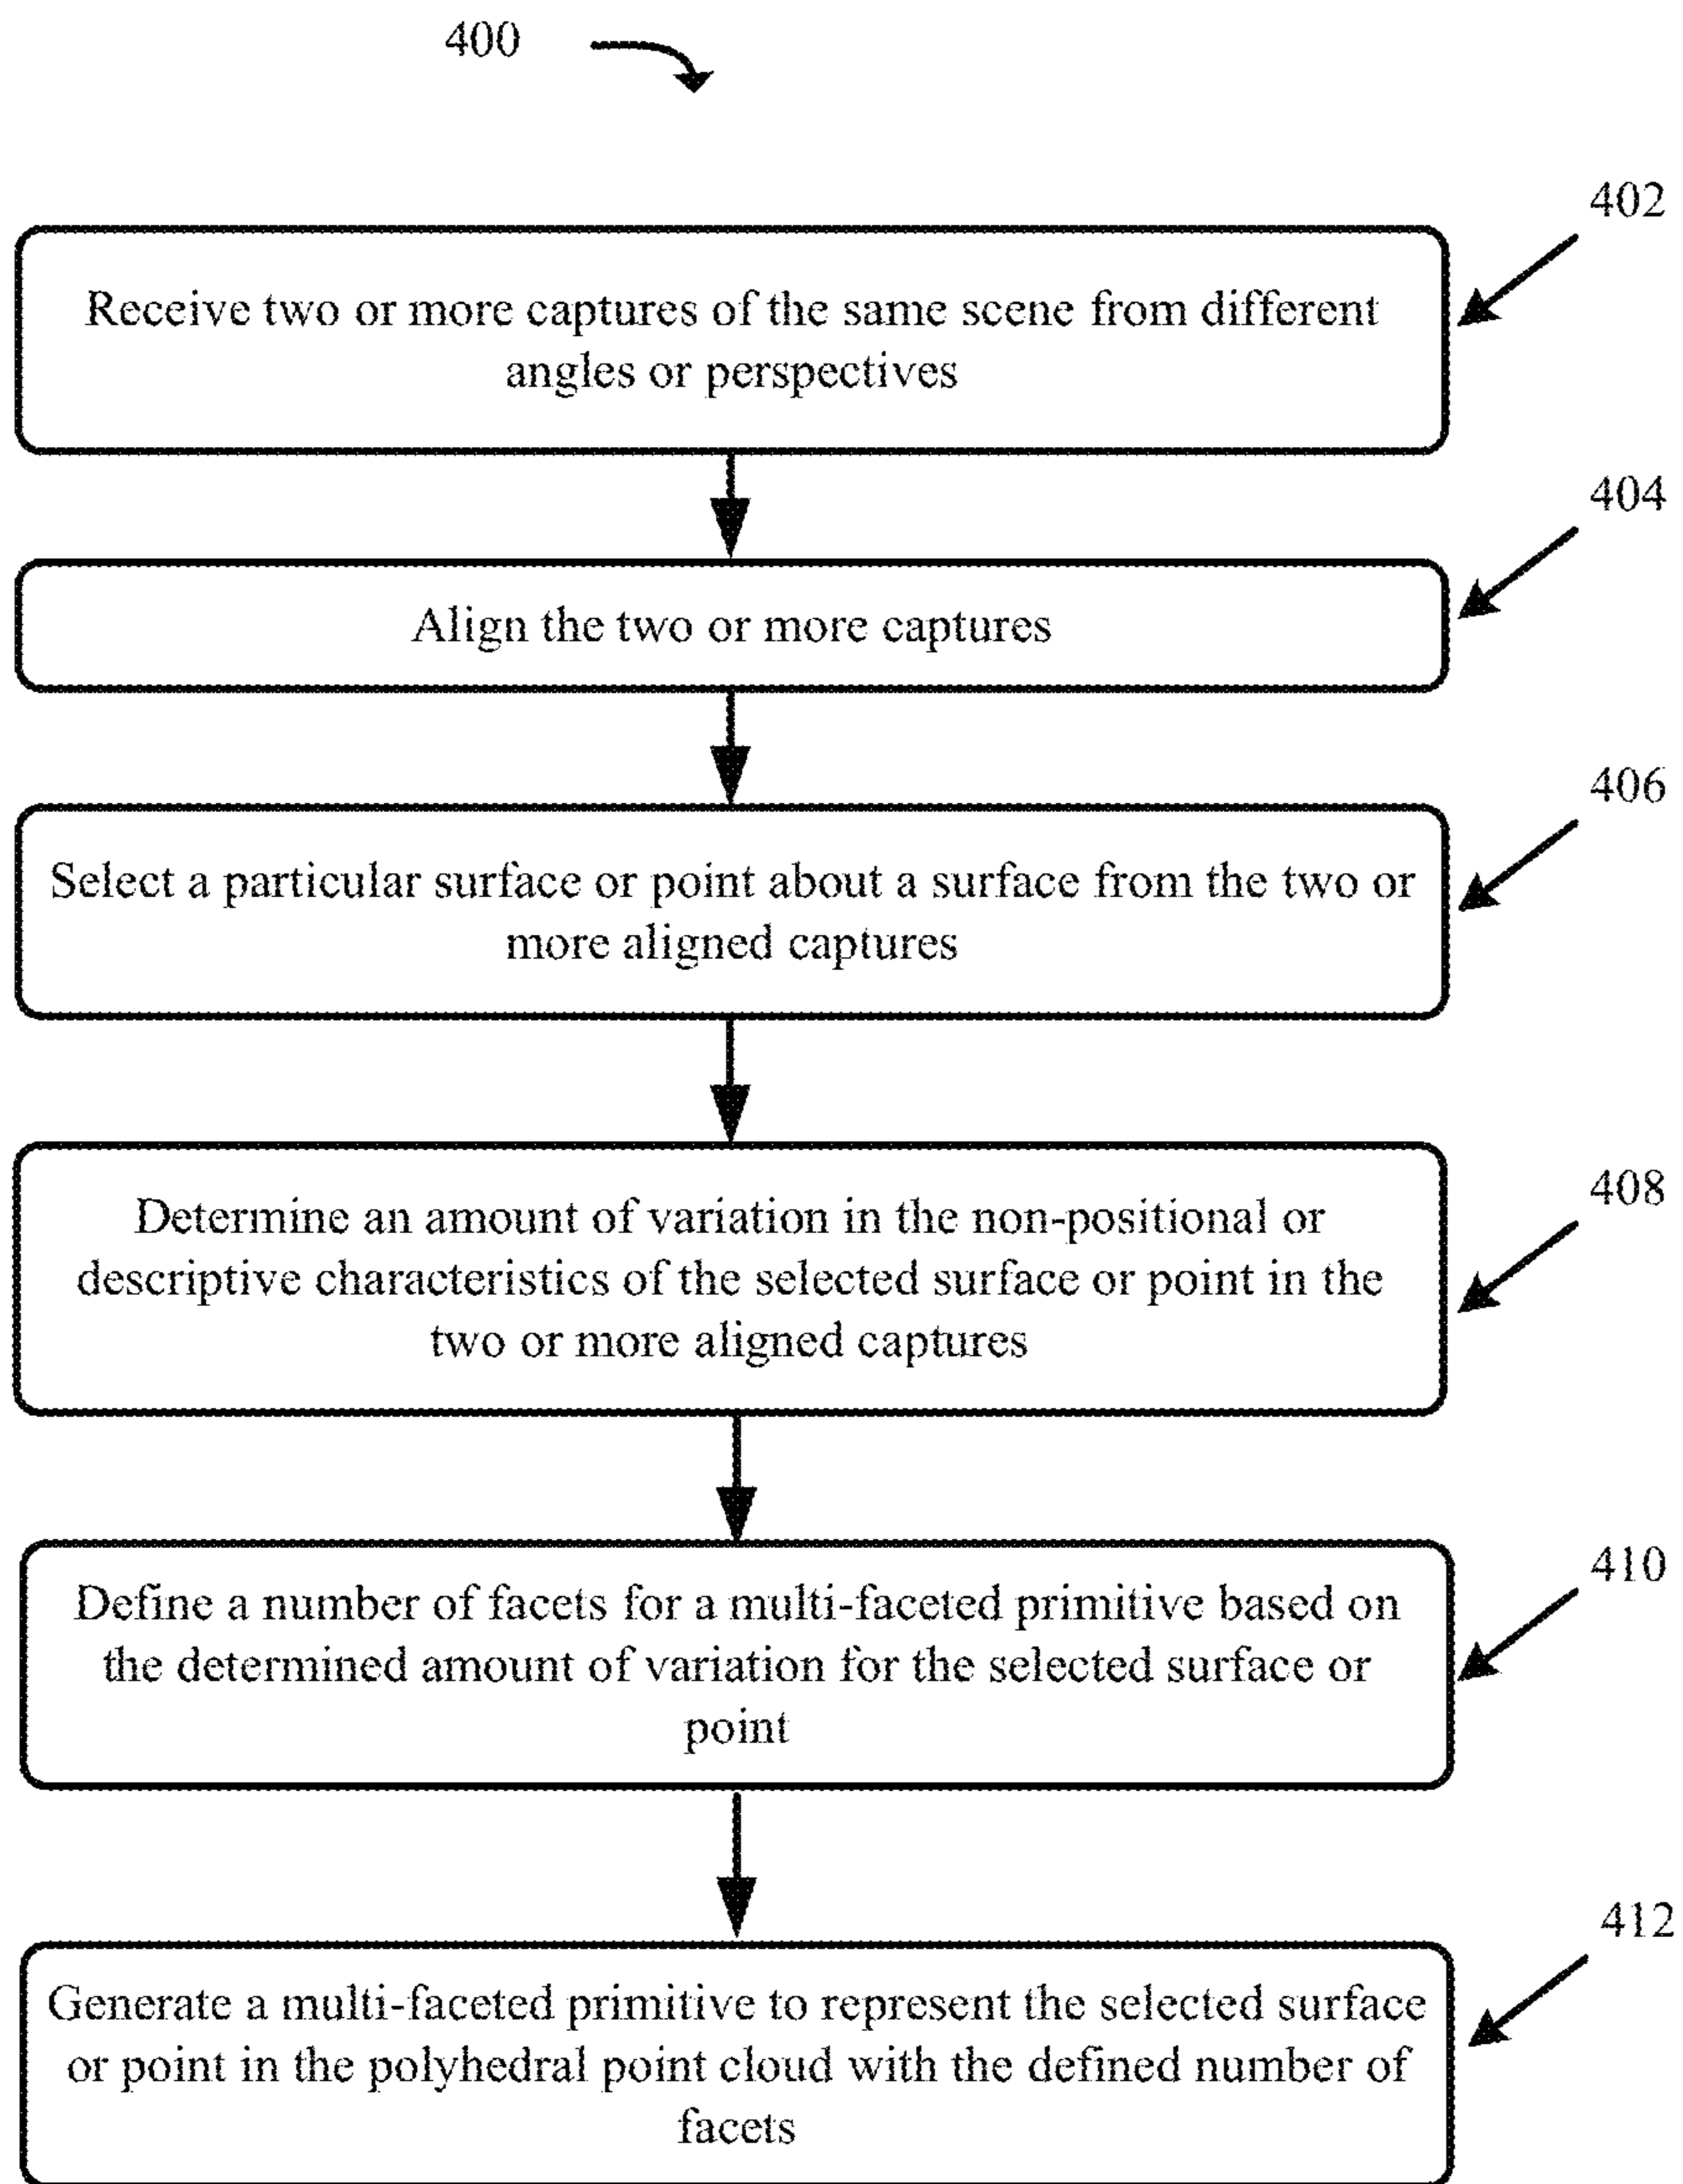 400
402
Receive two or more captures of the same scene from different
angles or perspectives
404
Align the two or more captures
406
Select a particular surface or point about a surface from the two or
more aligned captures
408
Determine an amount of variation in the non-positional or
descriptive characteristics of the selected surface or point in the
two or more aligned captures
410
Define a number of facets for a multi-faceted primitive based on
the determined amount of variation for the selected surface or
point
412
Generate a multi-faceted primitive to represent the selected surface
or point in the polyhedral point cloud with the defined number of
facets